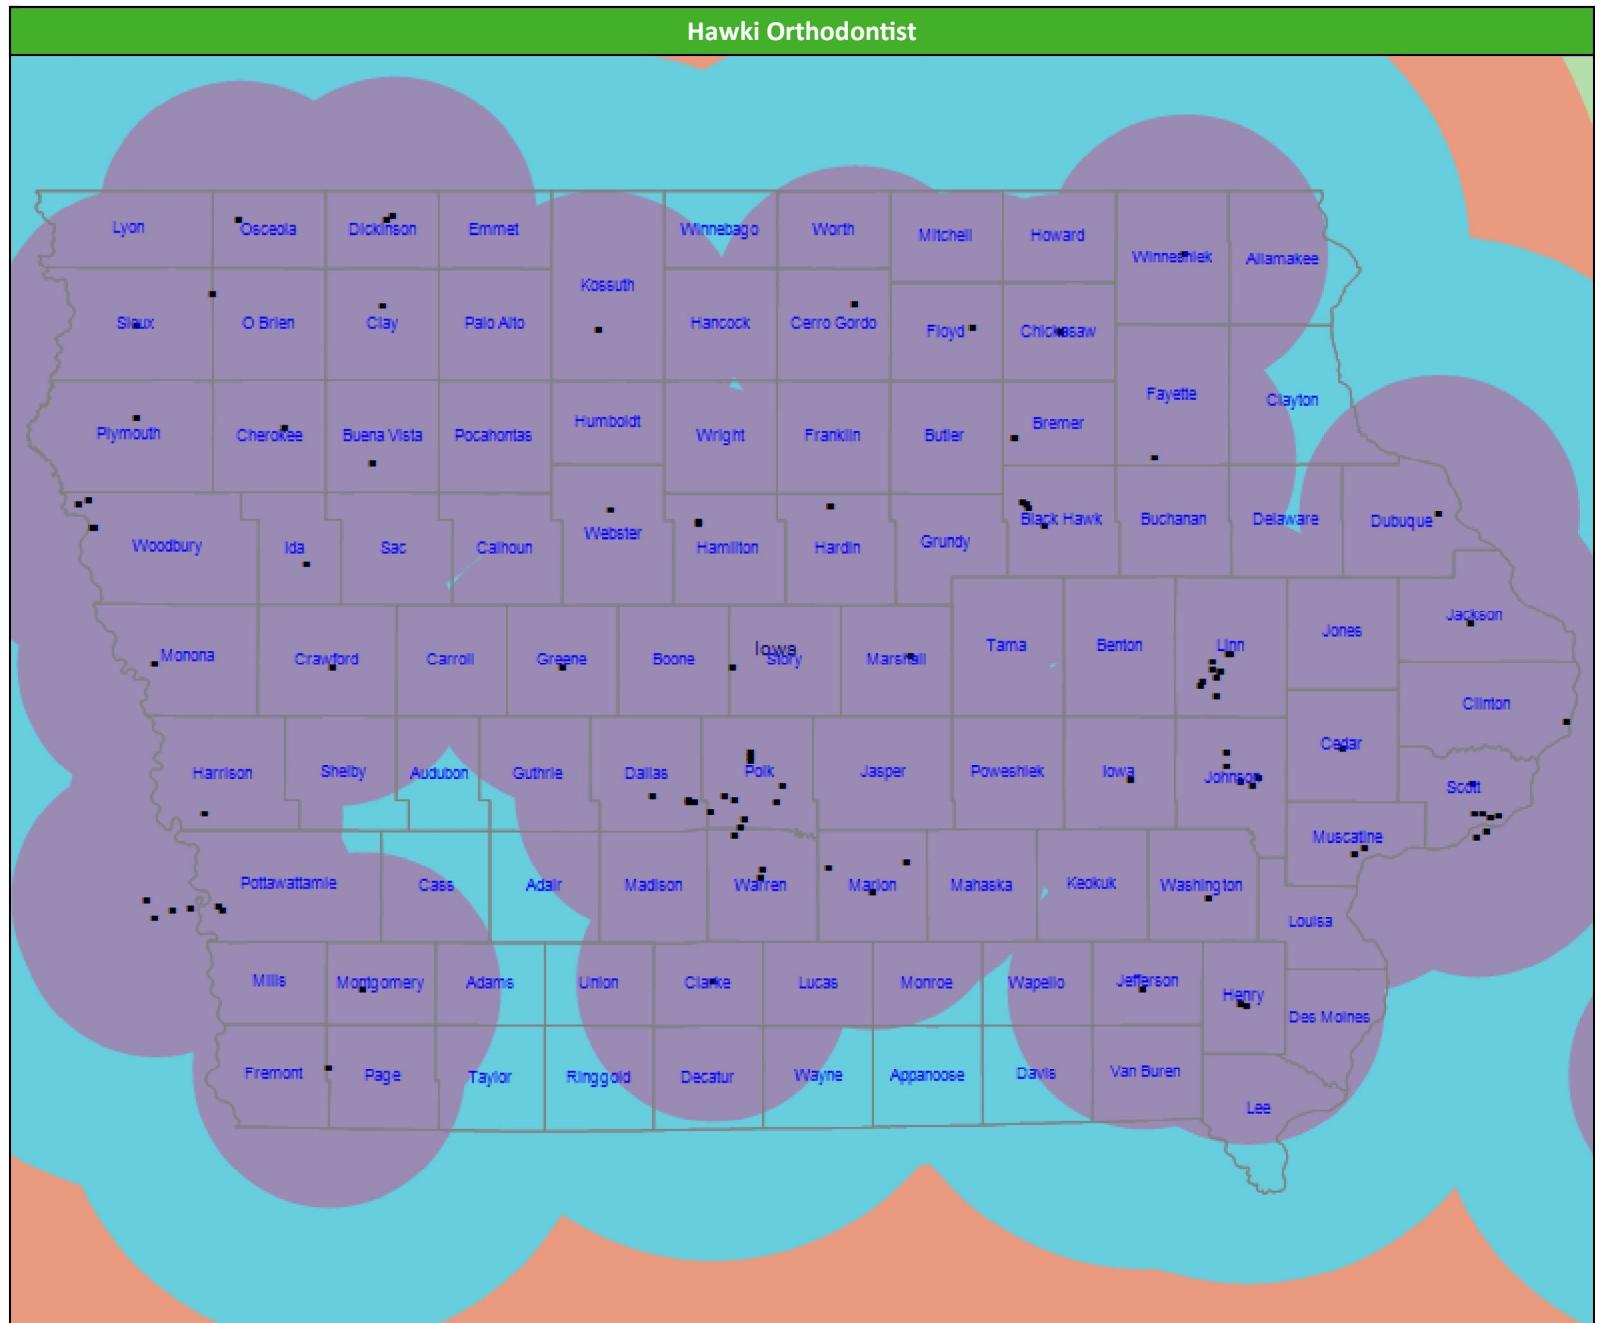 Hawki Orthodontist
Lyon
Osceola
Dickinson
Emmet
Winnebago
Worth
Mitchell
Howard
Winneshiek
Allamakee
Kossuth
Sioux
O Brien
Clay
Palo Alto
Hancock
Cerro Gordo
Floyd
Chickasaw
Fayette
Clayton
Plymouth
Cherokee
Buena Vista
Pocahontas
Humboldt
Wright
Franklin
Butler
Bremer
Woodbury
Ida
Sac
Calhoun
Webster
Hamilton
Hardin
Grundy
Black Hawk
Buchanan
Delaware
Dubuque
Monona
Crawford
Carroll
Greene
Boone
Iowa
Story
Marshall
Tama
Benton
Linn
Jones
Jackson
Clinton
Harrison
Shelby
Audubon
Guthrie
Dallas
Polk
Jasper
Poweshiek
Iowa
Johnson
Cedar
Scott
Muscatine
Pottawattamie
Cass
Adair
Madison
Warren
Marion
Mahaska
Keokuk
Washington
Louisa
Mills
Montgomery
Adams
Union
Clarke
Lucas
Monroe
Wapello
Jefferson
Henry
Des Moines
Fremont
Page
Taylor
Ringgold
Decatur
Wayne
Appanoose
Davis
Van Buren
Lee